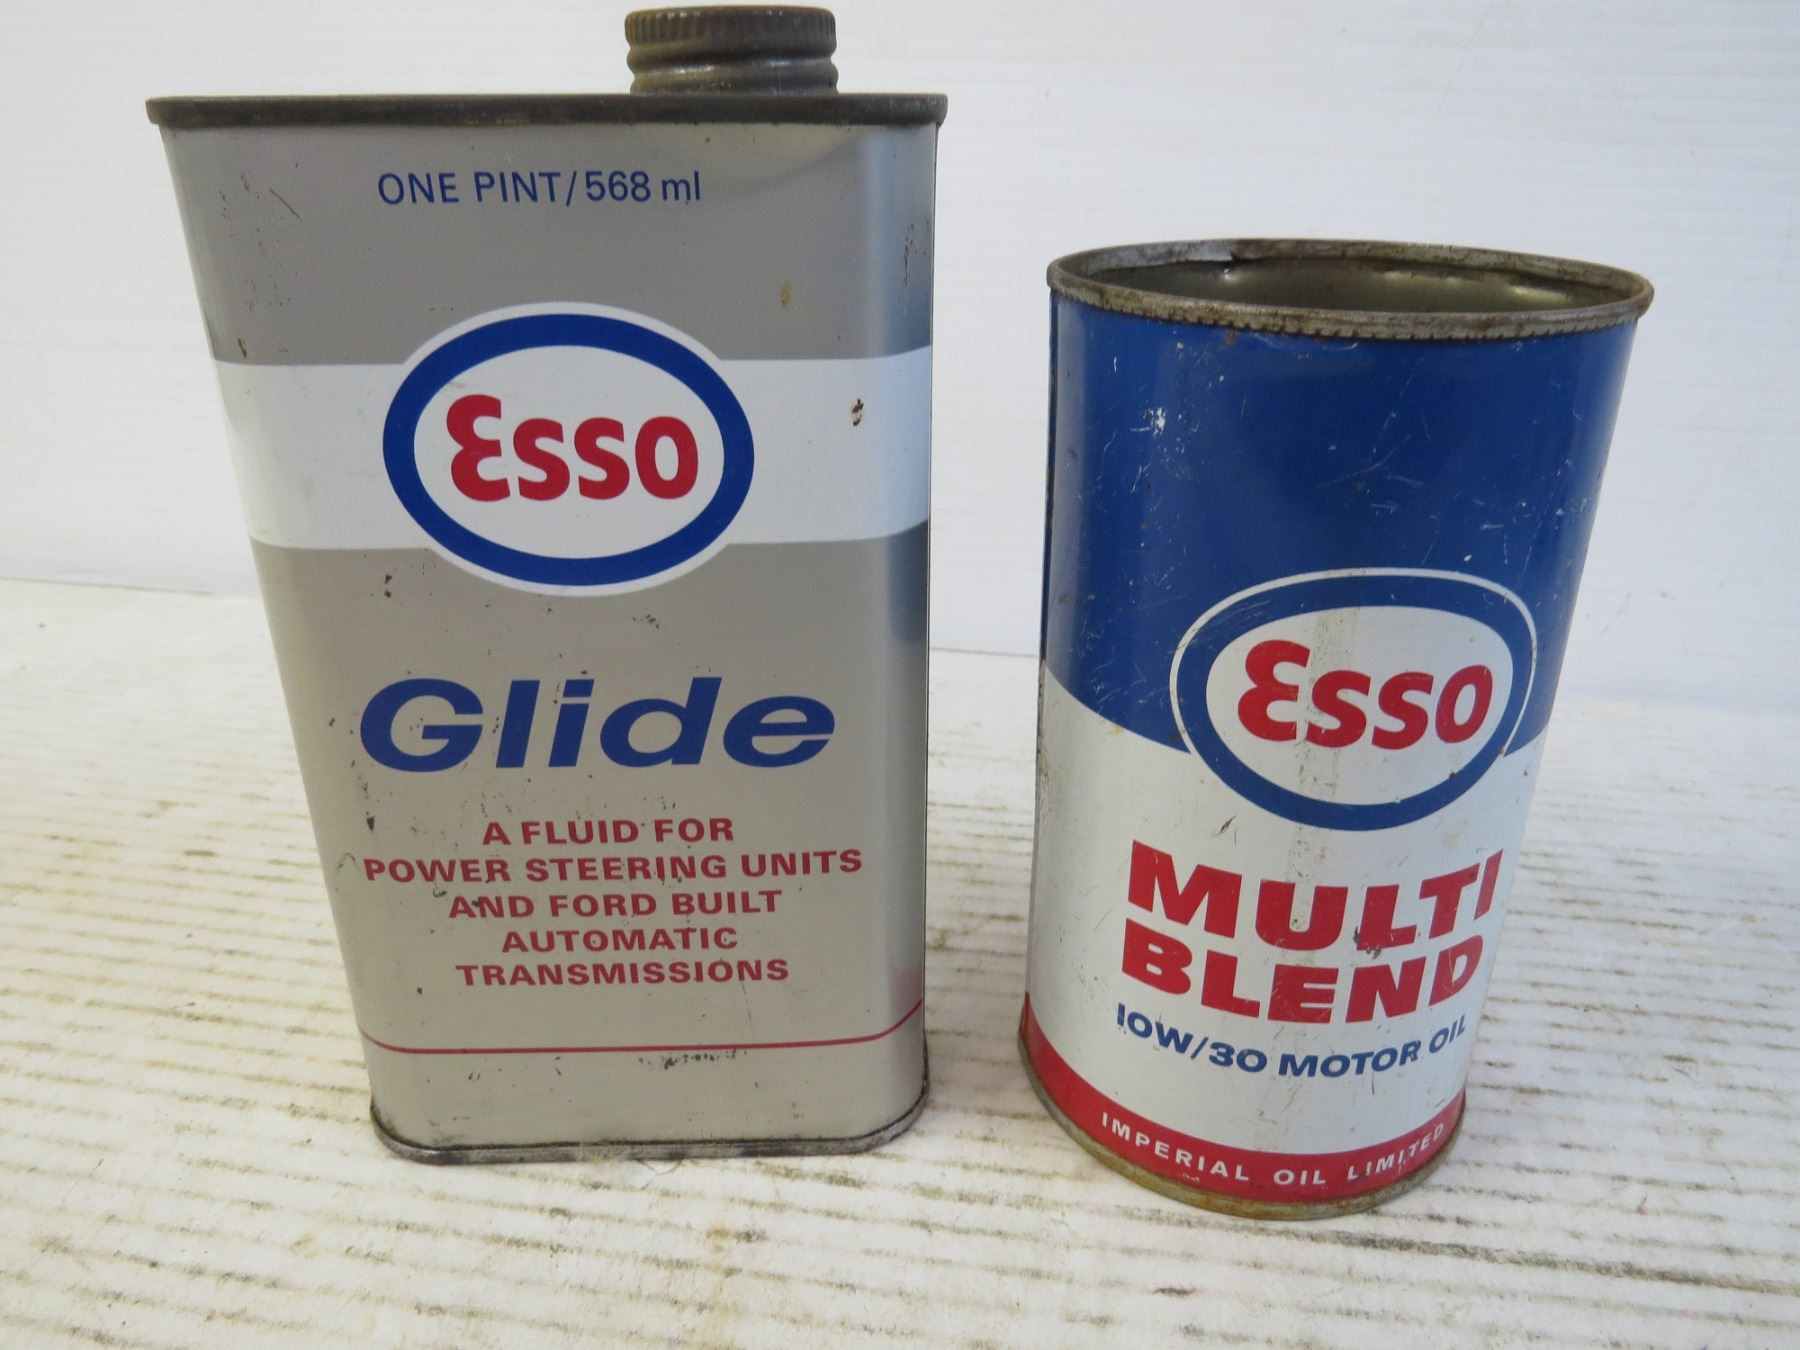 ONE PINT/568 ml
Esso
Glide
A FLUID FOR
POWER STEERING UNITS
AND FORD BUILT
AUTOMATIC
TRANSMISSIONS
Esso
MULTI
BLEND
10W/30 MOTOR OIL
IMPERIAL OIL LIMITED